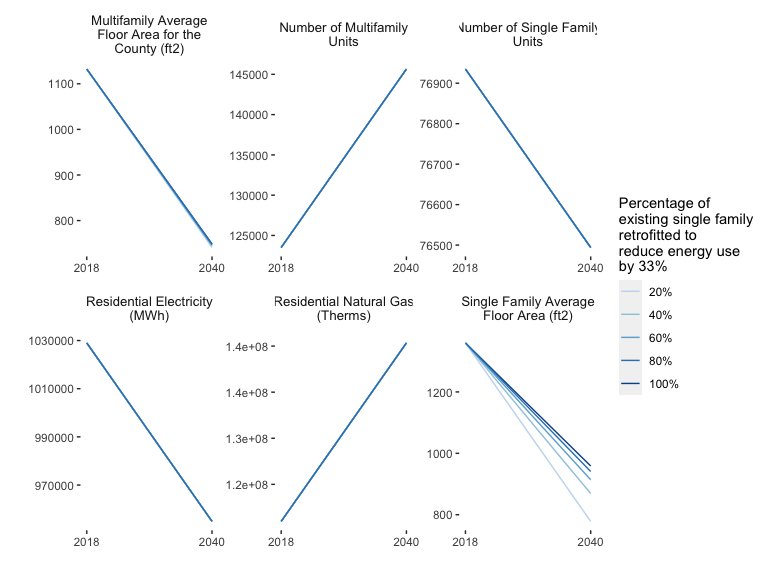 Multifamily Average
Floor Area for the
County (ft2)
1100
1000
900
800
2018
2040
Number of Multifamily
Units
145000
140000
135000
130000
125000
2018
2040
Number of Single Family
Units
76900
76800
76700
76600
76500
2018
2040
Residential Electricity
(MWh)
1030000
1010000
990000
970000
2018
2040
Residential Natural Gas
(Therms)
1.4e+08
1.4e+08
1.3e+08
1.2e+08
2018
2040
Single Family Average
Floor Area (ft2)
1200
1000
800
2018
2040
Percentage of
existing single family
retrofitted to
reduce energy use
by 33%
20%
40%
60%
80%
100%